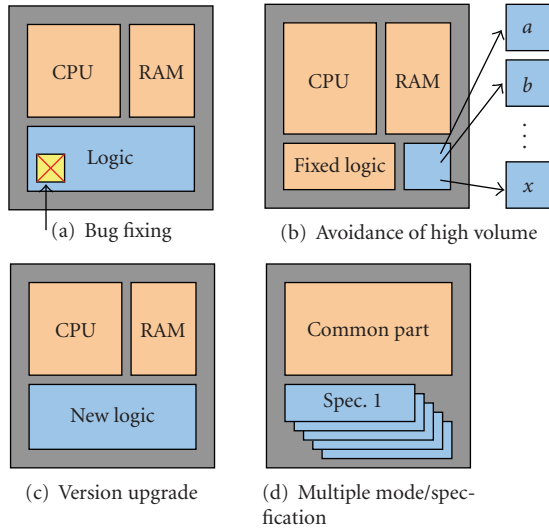 CPU
RAM
Logic
(a) Bug fixing
CPU
RAM
Fixed logic
a
b
⋮
x
(b) Avoidance of high volume
CPU
RAM
New logic
(c) Version upgrade
Common part
Spec. 1
(d) Multiple mode/spec-
fication